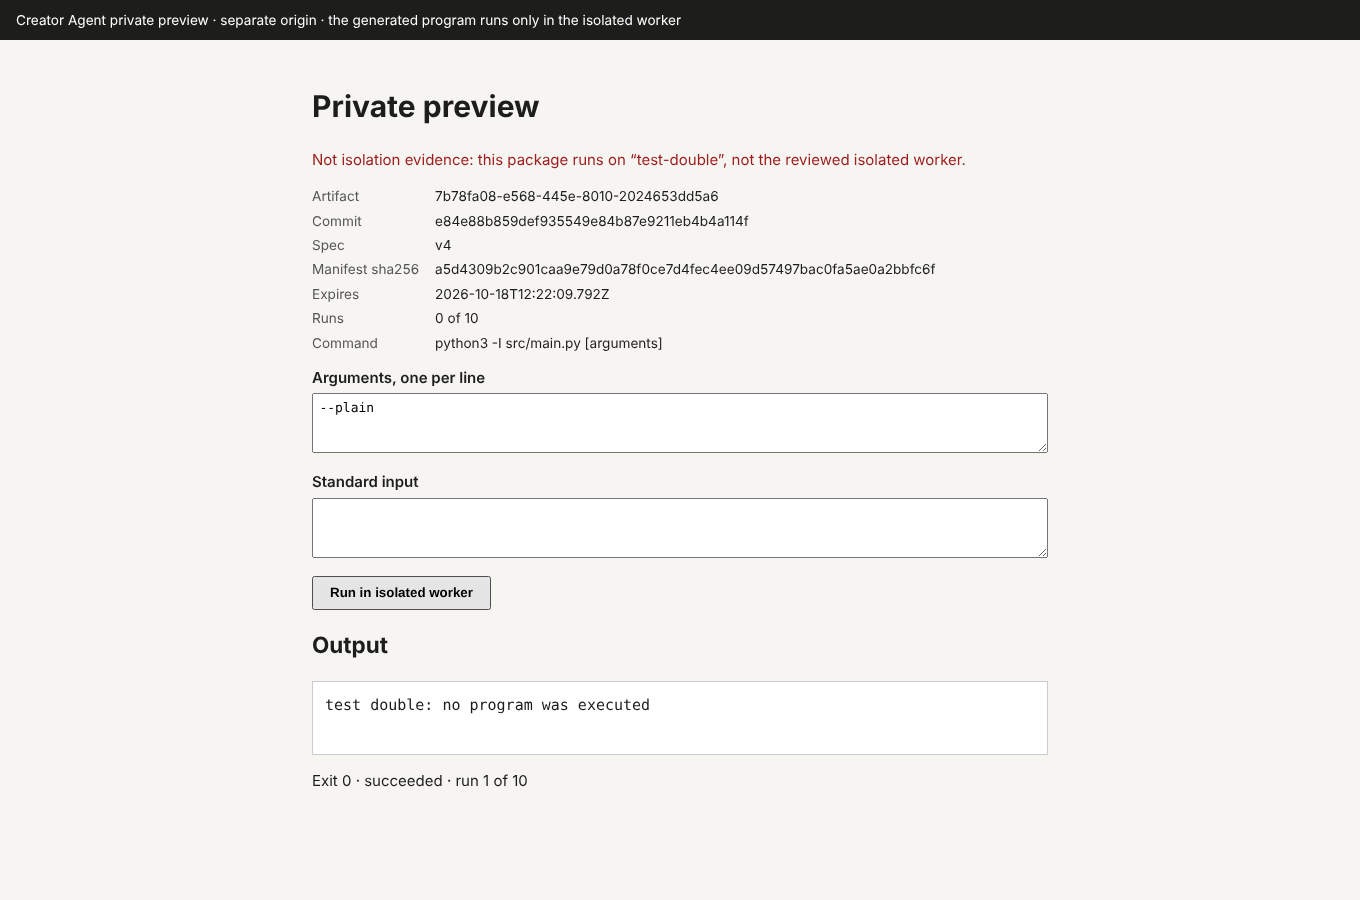 Creator Agent private preview · separate origin · the generated program runs only in the isolated worker
Private preview
Not isolation evidence: this package runs on “test-double”, not the reviewed isolated worker.
Artifact 7b78fa08-e568-445e-8010-2024653dd5a6
Commit e84e88b859def935549e84b87e9211eb4b4a114f
Spec v4
Manifest sha256 a5d4309b2c901caa9e79d0a78f0ce7d4fec4ee09d57497bac0fa5ae0a2bbfc6f
Expires 2026-10-18T12:22:09.792Z
Runs 0 of 10
Command python3 -I src/main.py [arguments]
Arguments, one per line
--plain
Standard input
Run in isolated worker
Output
test double: no program was executed
Exit 0 · succeeded · run 1 of 10